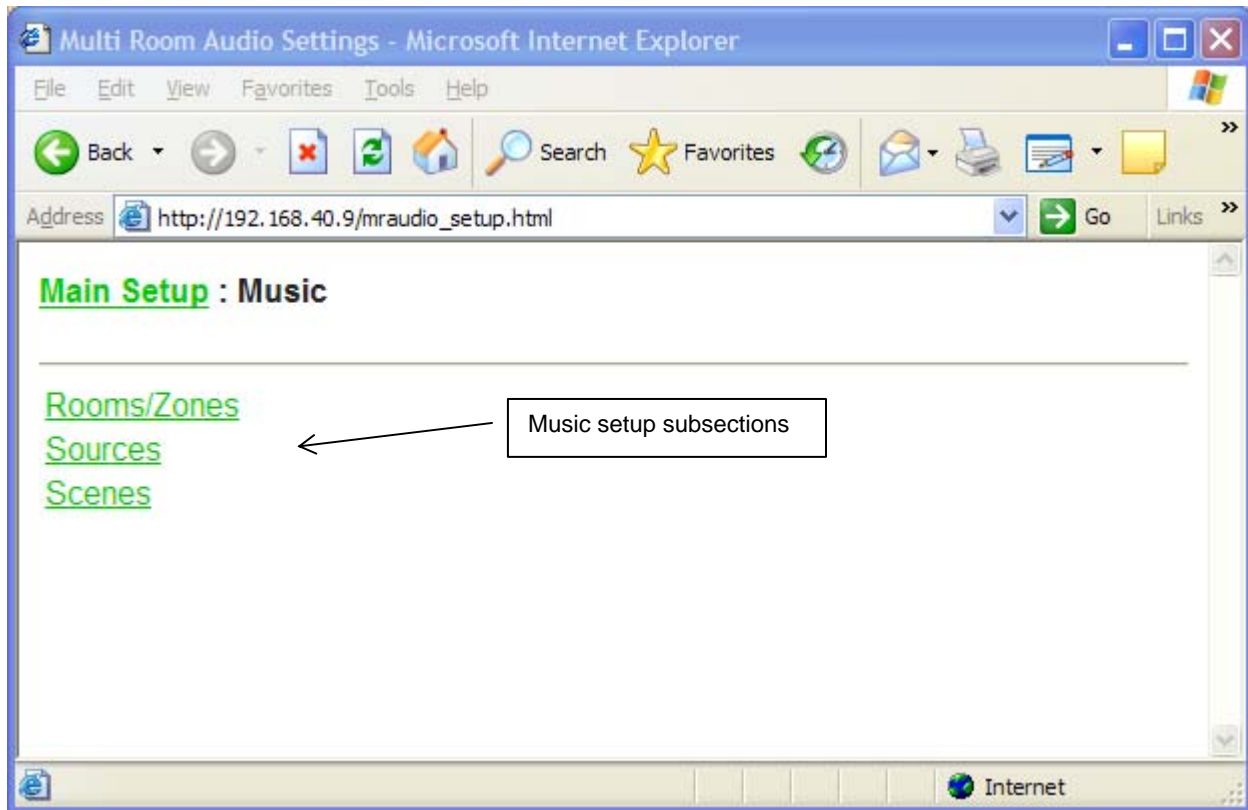 Multi Room Audio Settings - Microsoft Internet Explorer
File Edit View Favorites Tools Help
Back Search Favorites »
Address http://192.168.40.9/mraudio_setup.html Go Links »
Main Setup : Music
Rooms/Zones
Sources
Scenes
Music setup subsections
Internet